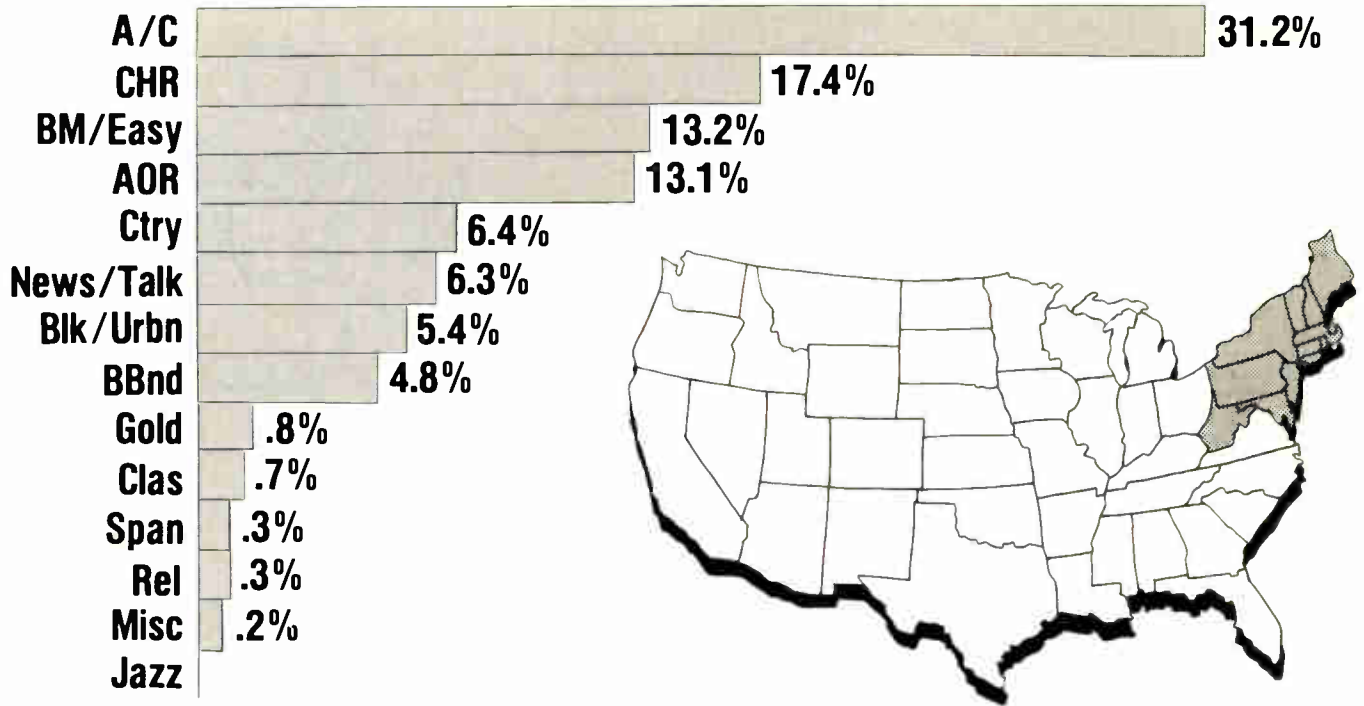 A/C 31.2%
CHR 17.4%
BM/Easy 13.2%
AOR 13.1%
Ctry 6.4%
News/Talk 6.3%
Blk/Urbn 5.4%
BBnd 4.8%
Gold .8%
Clas .7%
Span .3%
Rel .3%
Misc .2%
Jazz